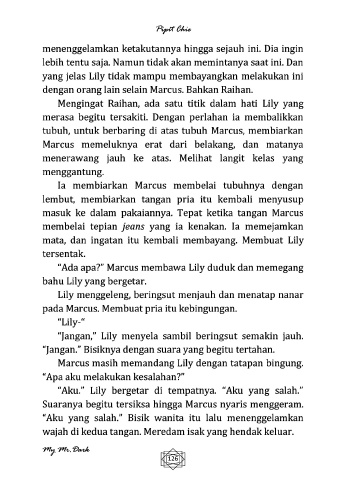 Pipit Chie
menenggelamkan ketakutannya hingga sejauh ini. Dia ingin
lebih tentu saja. Namun tidak akan memintanya saat ini. Dan
yang jelas Lily tidak mampu membayangkan melakukan ini
dengan orang lain selain Marcus. Bahkan Raihan.
Mengingat Raihan, ada satu titik dalam hati Lily yang
merasa begitu tersakiti. Dengan perlahan ia membalikkan
tubuh, untuk berbaring di atas tubuh Marcus, membiarkan
Marcus memeluknya erat dari belakang, dan matanya
menerawang jauh ke atas. Melihat langit kelas yang
menggantung.
Ia membiarkan Marcus membelai tubuhnya dengan
lembut, membiarkan tangan pria itu kembali menyusup
masuk ke dalam pakaiannya. Tepat ketika tangan Marcus
membelai tepian jeans yang ia kenakan. Ia memejamkan
mata, dan ingatan itu kembali membayang. Membuat Lily
tersentak.
“Ada apa?” Marcus membawa Lily duduk dan memegang
bahu Lily yang bergetar.
Lily menggeleng, beringsut menjauh dan menatap nanar
pada Marcus. Membuat pria itu kebingungan.
“Lily-“
“Jangan,” Lily menyela sambil beringsut semakin jauh.
“Jangan.” Bisiknya dengan suara yang begitu tertahan.
Marcus masih memandang Lily dengan tatapan bingung.
“Apa aku melakukan kesalahan?”
“Aku.” Lily bergetar di tempatnya. “Aku yang salah.”
Suaranya begitu tersiksa hingga Marcus nyaris menggeram.
“Aku yang salah.” Bisik wanita itu lalu menenggelamkan
wajah di kedua tangan. Meredam isak yang hendak keluar.
My Mr.Dark
126